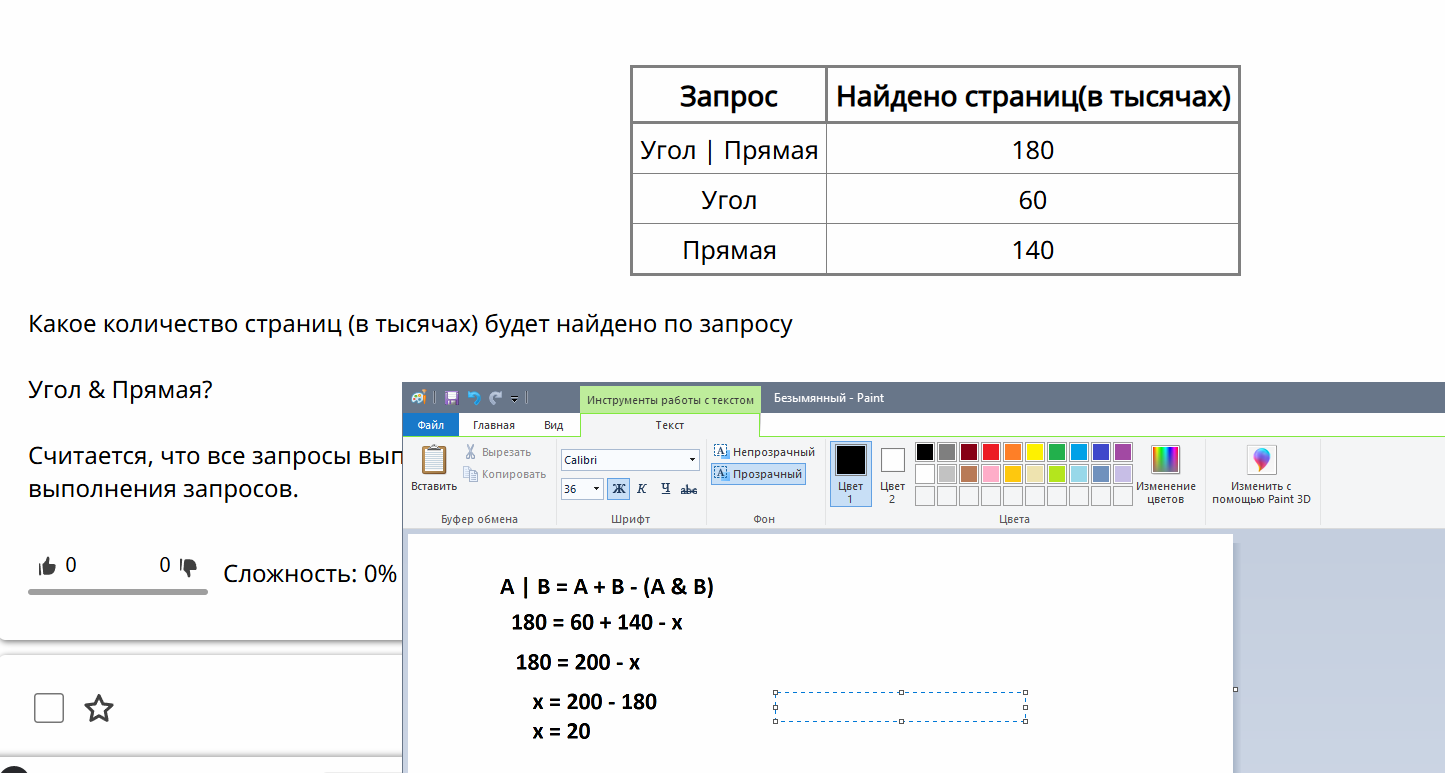 Запрос Найдено страниц(в тысячах)
Угол | Прямая 180
Угол 60
Прямая 140
Какое количество страниц (в тысячах) будет найдено по запросу
Угол & Прямая?
Считается, что все запросы вып
выполнения запросов.
0 0 Сложность: 0%
Инструменты работы с текстом Безымянный - Paint
Файл Главная Вид Текст
Вставить Вырезать Копировать
Буфер обмена
Calibri
36 Ж К Ч abc
Шрифт
Непрозрачный
Прозрачный
Фон
Цвет 1
Цвет 2
Изменение цветов
Цвета
Изменить с помощью Paint 3D
A | B = A + B - (A & B)
180 = 60 + 140 - x
180 = 200 - x
x = 200 - 180
x = 20